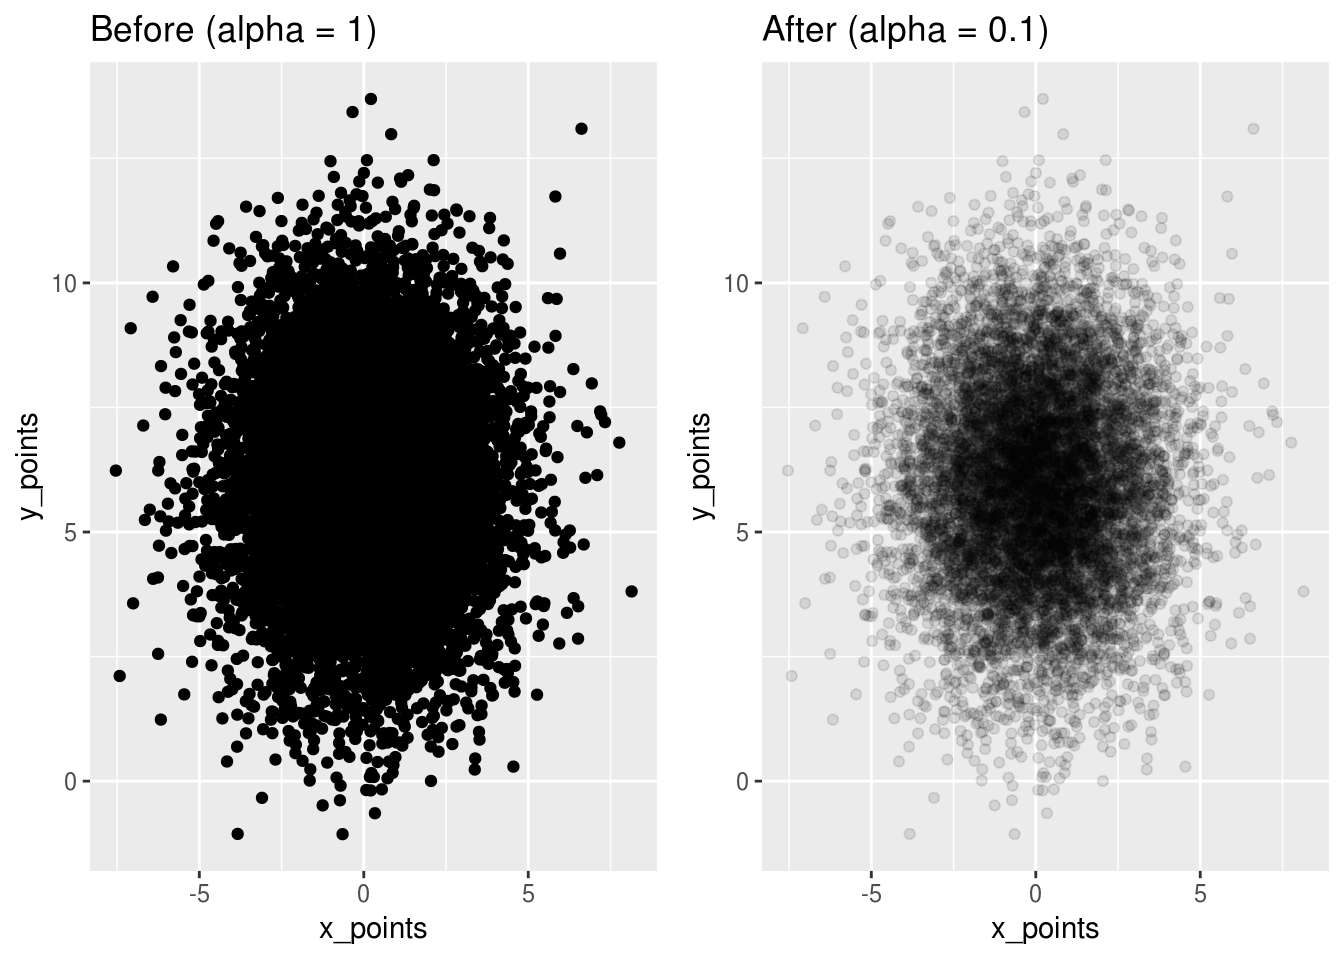 Before (alpha = 1)
y_points
10
5
0
-5
0
5
x_points
After (alpha = 0.1)
y_points
10
5
0
-5
0
5
x_points